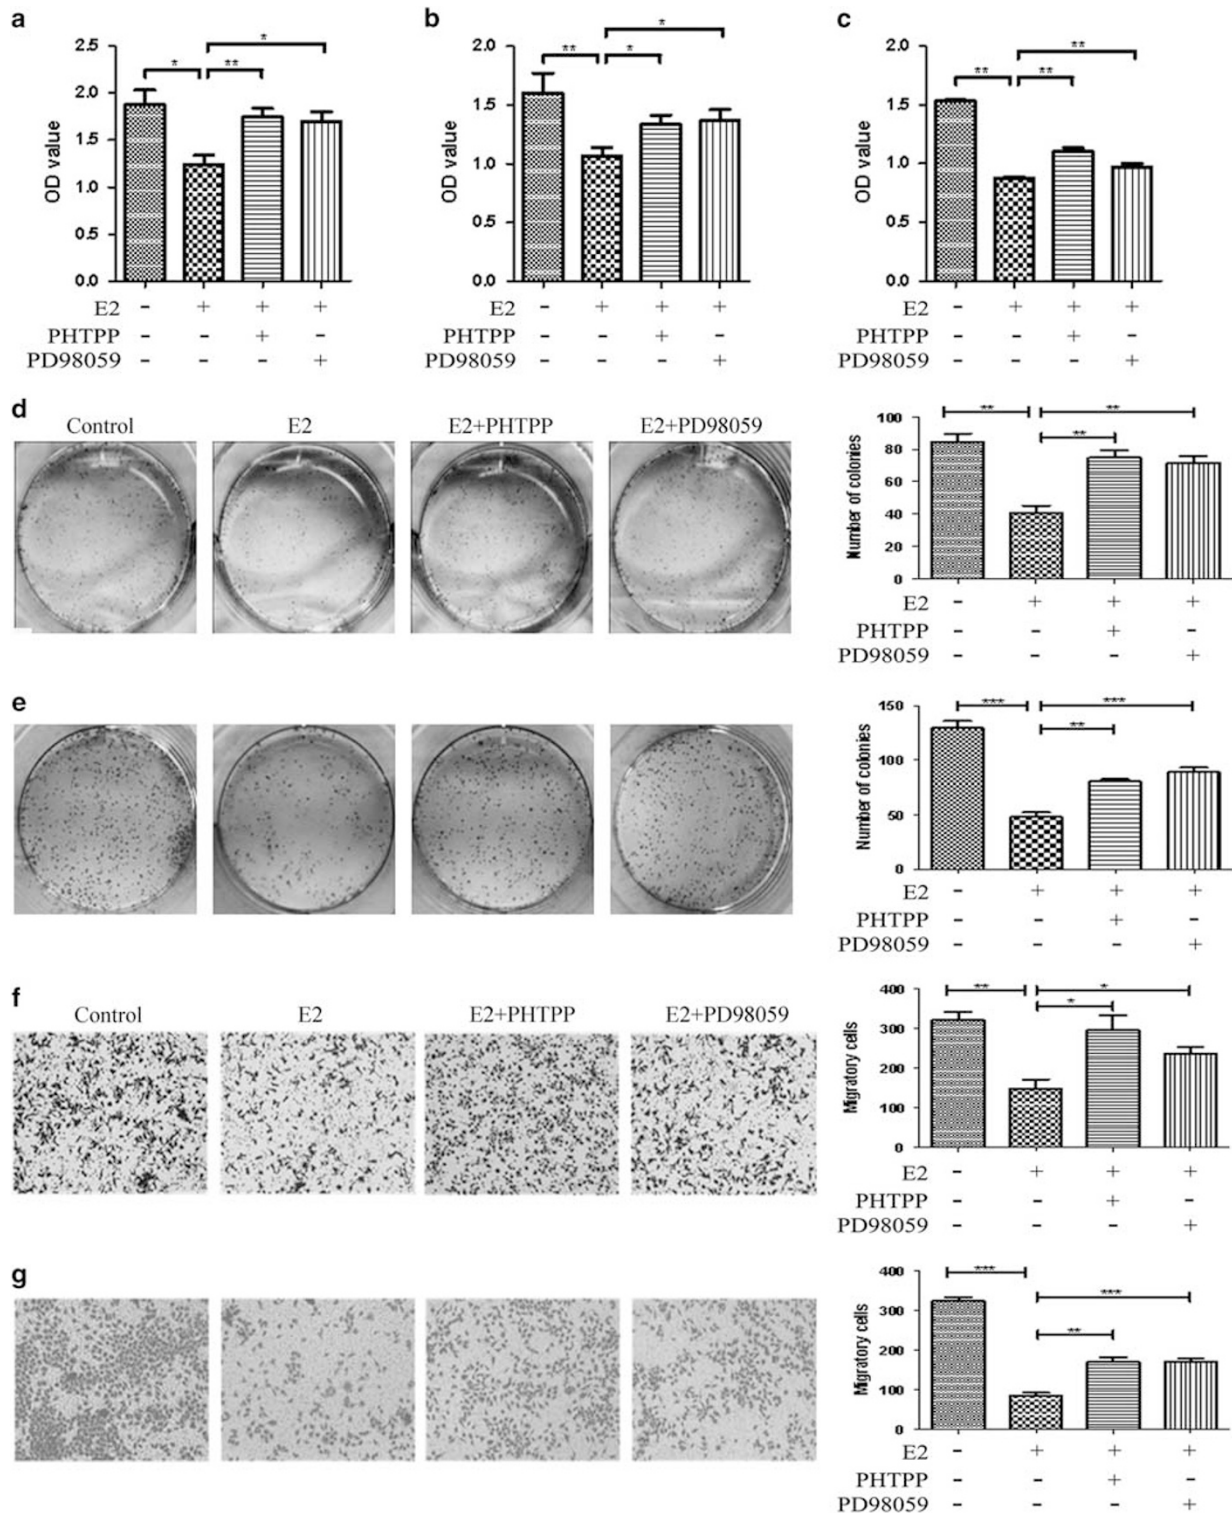 a
b
c
* ** *
** * *
** ** **
2.5
2.0
1.5
1.0
0.5
0.0
OD value
2.0
1.5
1.0
0.5
0.0
OD value
2.0
1.5
1.0
0.5
0.0
OD value
E2 - + + +
PHTPP - - + -
PD98059 - - - +
E2 - + + +
PHTPP - - + -
PD98059 - - - +
E2 - + + +
PHTPP - - + -
PD98059 - - - +
d
Control E2 E2+PHTPP E2+PD98059
** ** **
100
80
60
40
20
0
Number of colonies
E2 - + + +
PHTPP - - + -
PD98059 - - - +
e
*** ** ***
150
100
50
0
Number of colonies
E2 - + + +
PHTPP - - + -
PD98059 - - - +
f
Control E2 E2+PHTPP E2+PD98059
** * *
400
300
200
100
0
Migratory cells
E2 - + + +
PHTPP - - + -
PD98059 - - - +
g
*** ** ***
400
300
200
100
0
Migratory cells
E2 - + + +
PHTPP - - + -
PD98059 - - - +